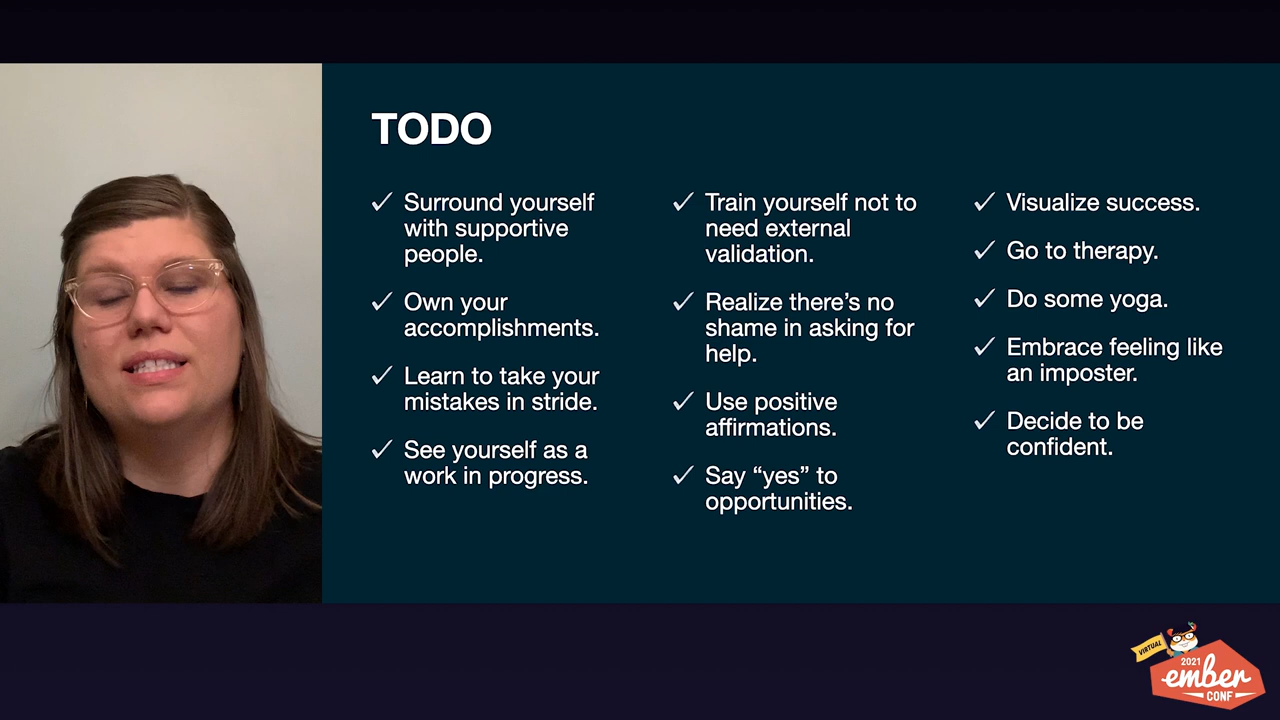 TODO
✓ Surround yourself
with supportive
people.
✓ Own your
accomplishments.
✓ Learn to take your
mistakes in stride.
✓ See yourself as a
work in progress.
✓ Train yourself not to
need external
validation.
✓ Realize there’s no
shame in asking for
help.
✓ Use positive
affirmations.
✓ Say “yes” to
opportunities.
✓ Visualize success.
✓ Go to therapy.
✓ Do some yoga.
✓ Embrace feeling like
an imposter.
✓ Decide to be
confident.
VIRTUAL
2021
ember
CONF